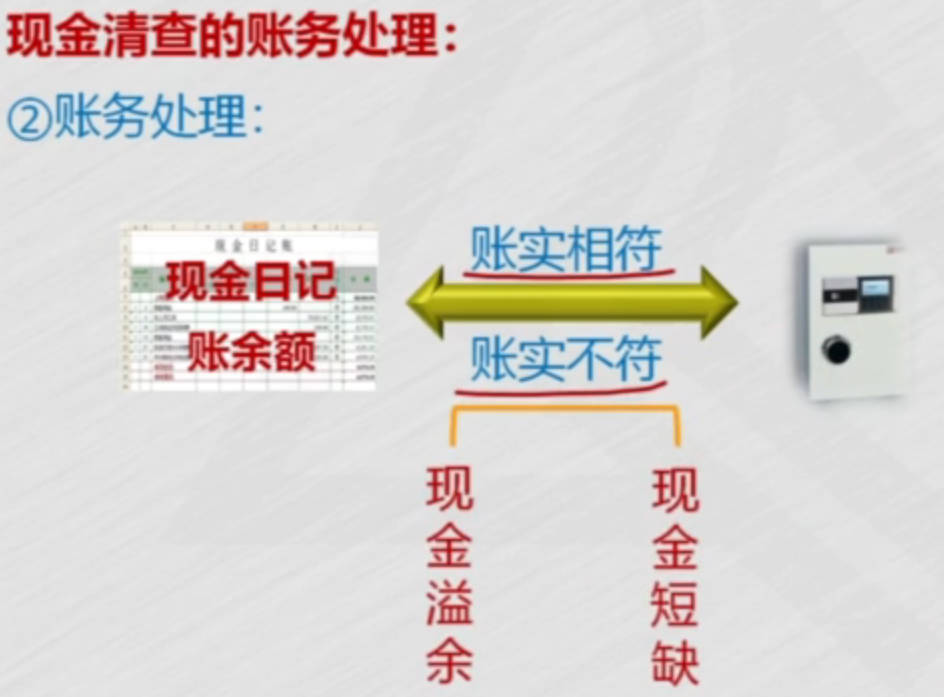 现金清查的账务处理：
②账务处理：
现金日记账
现金日记
账余额
账实相符
账实不符
现金溢余
现金短缺